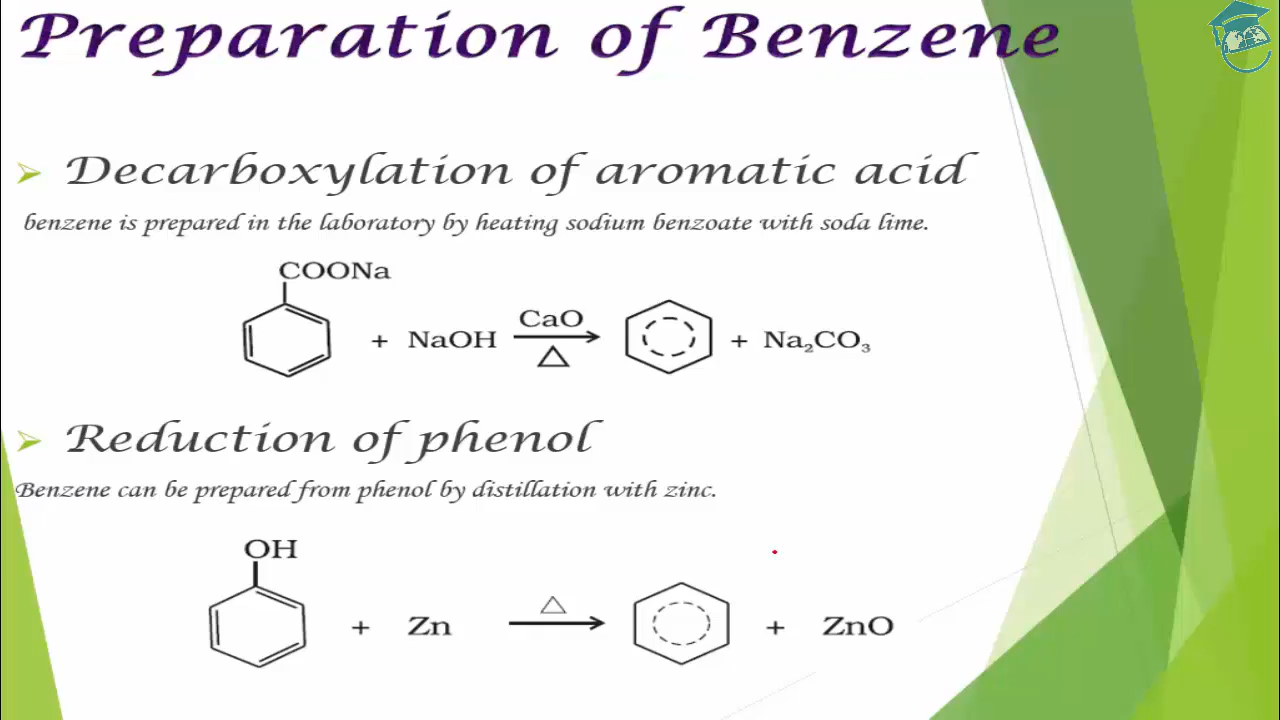 Preparation of Benzene
Decarboxylation of aromatic acid
benzene is prepared in the laboratory by heating sodium benzoate with soda lime.
COONa
+ NaOH CaO △ + Na₂CO₃
Reduction of phenol
Benzene can be prepared from phenol by distillation with zinc.
OH
+ Zn △ + ZnO